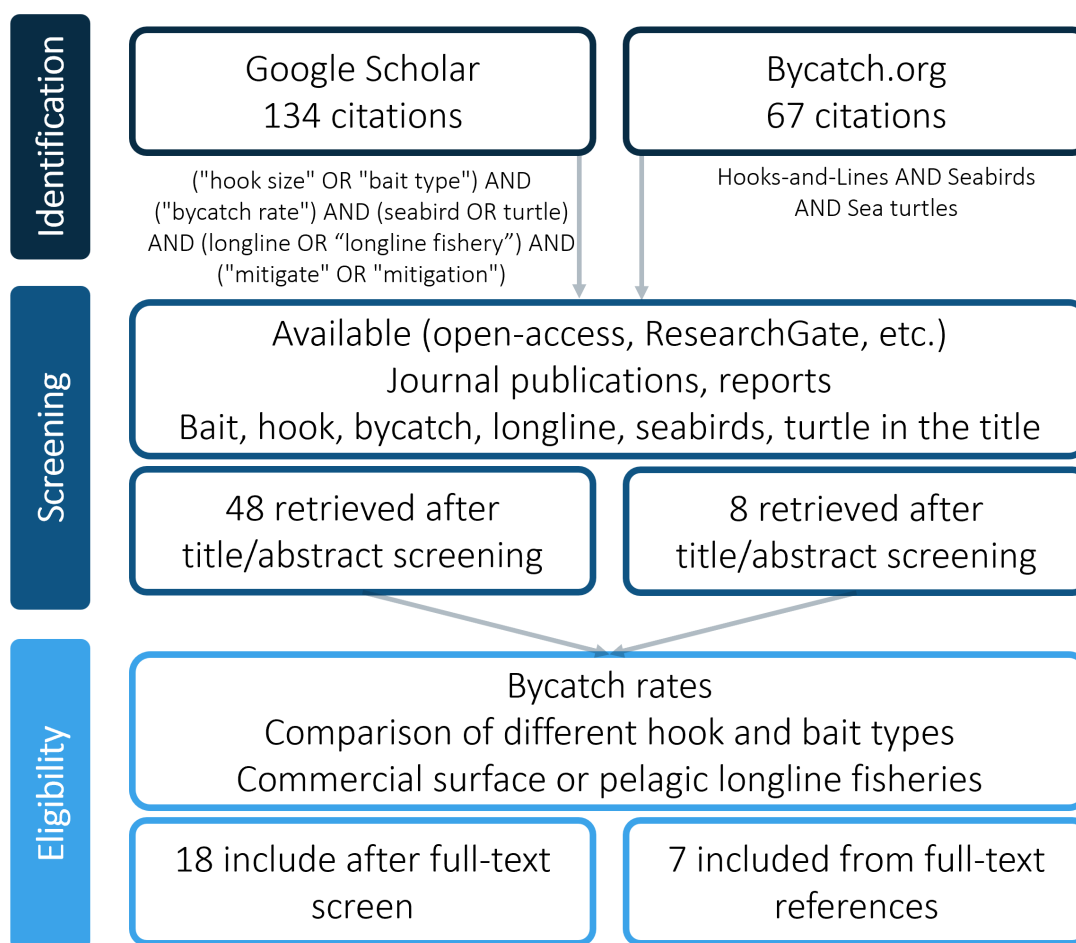 Identification
Google Scholar
134 citations
Bycatch.org
67 citations
("hook size" OR "bait type") AND
("bycatch rate") AND (seabird OR turtle)
AND (longline OR “longline fishery”) AND
("mitigate" OR "mitigation")
Hooks-and-Lines AND Seabirds
AND Sea turtles
Screening
Available (open-access, ResearchGate, etc.)
Journal publications, reports
Bait, hook, bycatch, longline, seabirds, turtle in the title
48 retrieved after
title/abstract screening
8 retrieved after
title/abstract screening
Eligibility
Bycatch rates
Comparison of different hook and bait types
Commercial surface or pelagic longline fisheries
18 include after full-text
screen
7 included from full-text
references